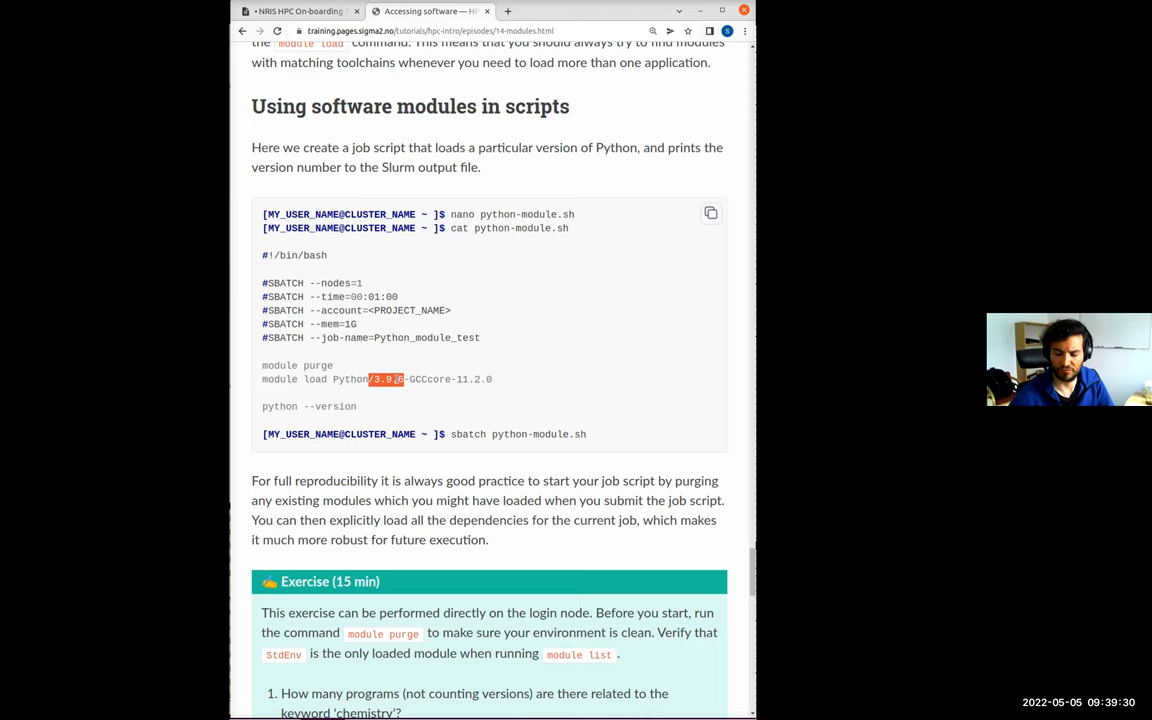 • NRIS HPC On-boarding
Accessing software — HP
training.pages.sigma2.no/tutorials/hpc-intro/episodes/14-modules.html
S
the module load command. This means that you should always try to find modules
with matching toolchains whenever you need to load more than one application.
Using software modules in scripts
Here we create a job script that loads a particular version of Python, and prints the
version number to the Slurm output file.
[MY_USER_NAME@CLUSTER_NAME ~ ]$ nano python-module.sh
[MY_USER_NAME@CLUSTER_NAME ~ ]$ cat python-module.sh
#!/bin/bash
#SBATCH --nodes=1
#SBATCH --time=00:01:00
#SBATCH --account=<PROJECT_NAME>
#SBATCH --mem=1G
#SBATCH --job-name=Python_module_test
module purge
module load Python/3.9.6-GCCcore-11.2.0
python --version
[MY_USER_NAME@CLUSTER_NAME ~ ]$ sbatch python-module.sh
For full reproducibility it is always good practice to start your job script by purging
any existing modules which you might have loaded when you submit the job script.
You can then explicitly load all the dependencies for the current job, which makes
it much more robust for future execution.
✍️ Exercise (15 min)
This exercise can be performed directly on the login node. Before you start, run
the command module purge to make sure your environment is clean. Verify that
StdEnv is the only loaded module when running module list .
1. How many programs (not counting versions) are there related to the
keyword 'chemistry'?
2022-05-05 09:39:30